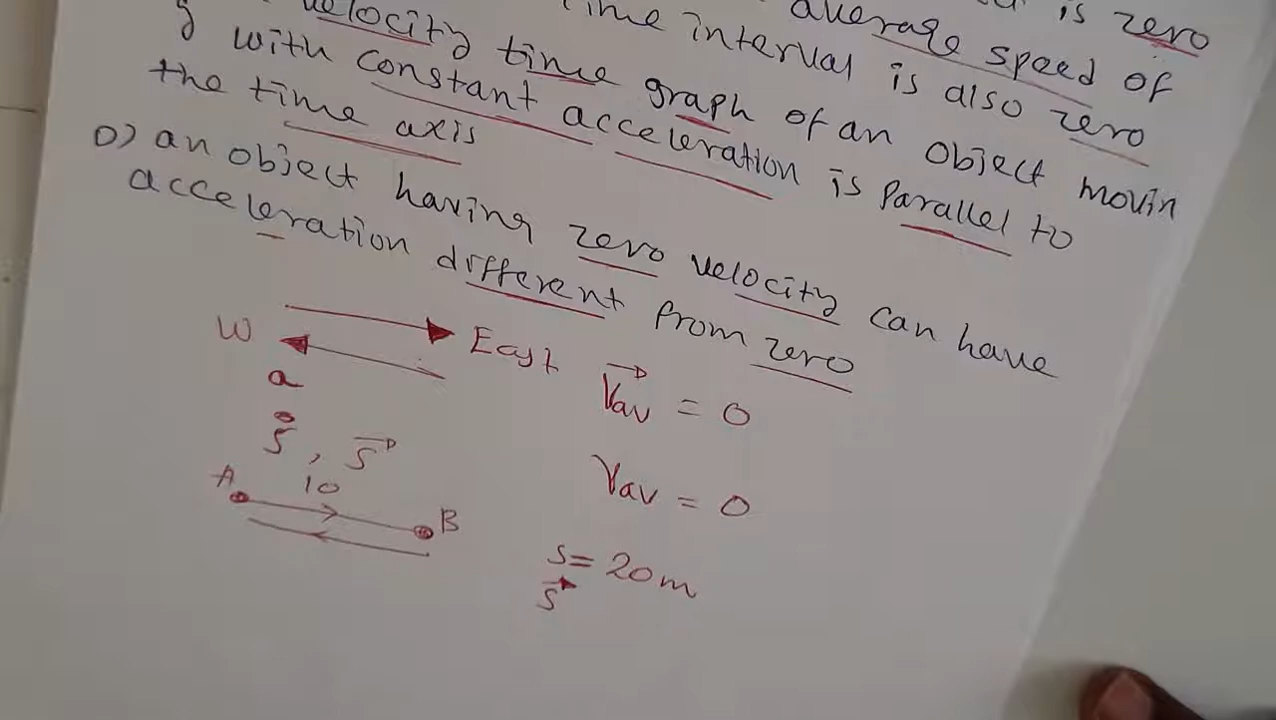 is zero
time interval is also zero
average speed of
velocity time graph of an object movin
g with constant acceleration is parallel to
the time axis
D) an object having zero velocity can have
acceleration different from zero
W East
a
S, S
A 10 B
Vav = 0
Vav = 0
S = 20m
S